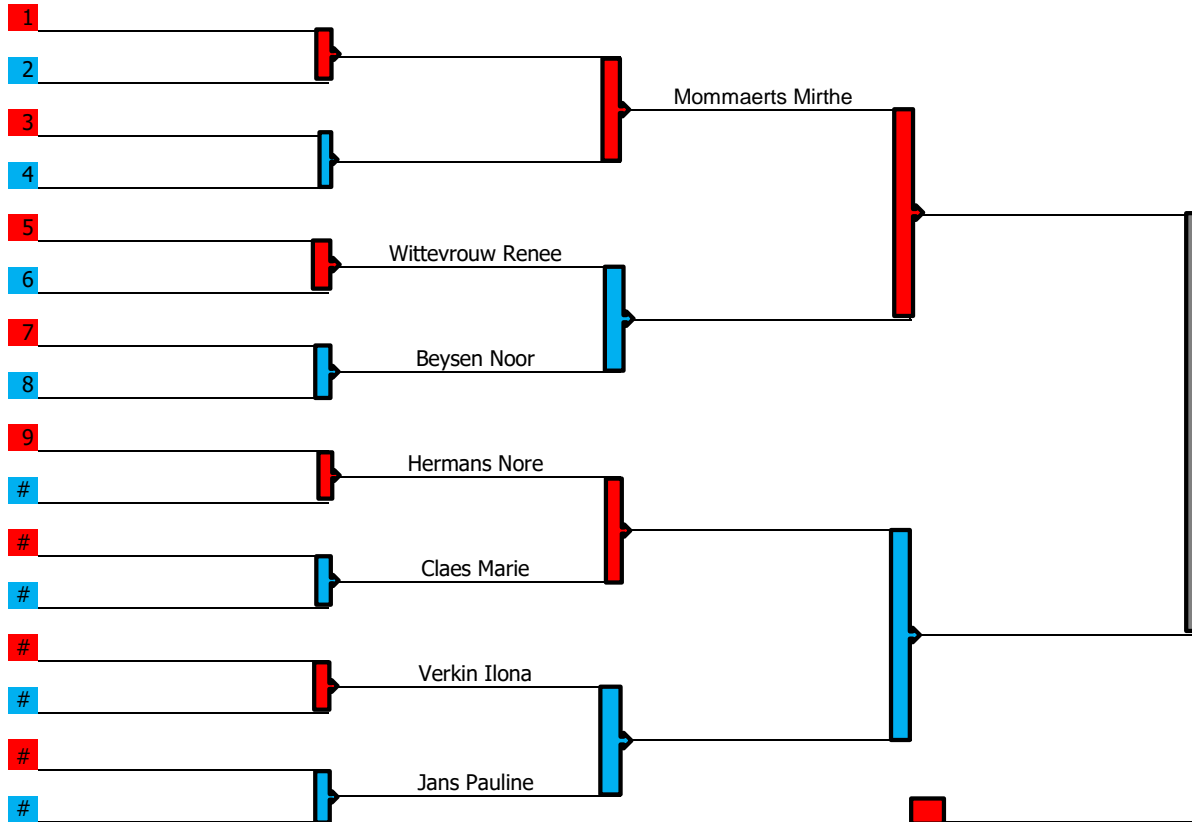 1
2
Mommaerts Mirthe
3
4
5
Wittevrouw Renee
6
7
Beysen Noor
8
9
Hermans Nore
#
#
Claes Marie
#
#
Verkin Ilona
#
#
Jans Pauline
#